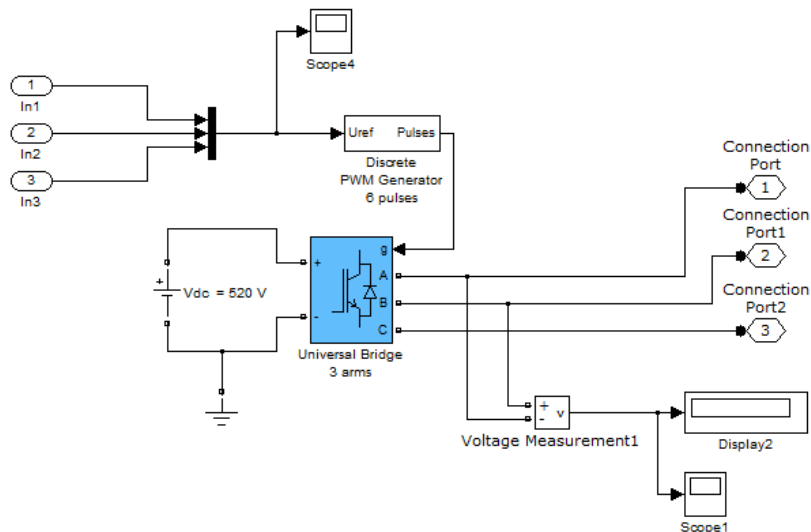 Scope4
1
In1
2
In2
3
In3
Uref Pulses
Discrete
PWM Generator
6 pulses
Connection
Port
1
Connection
Port1
2
Connection
Port2
3
+
Vdc = 520 V
+
-
g
A
B
C
Universal Bridge
3 arms
+
-
v
Voltage Measurement1
Display2
Scope1